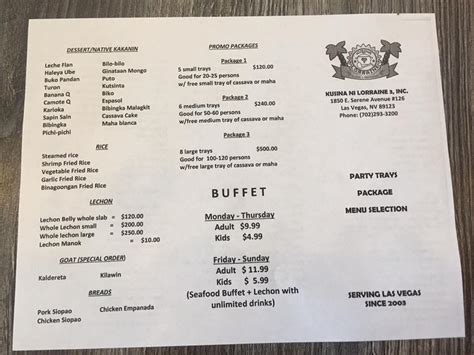 DESSERT/NATIVE KAKANIN
Leche Flan
Haleya Ube
Buko Pandan
Turon
Banana Q
Camote Q
Karioka
Sapin Sain
Bibingka
Pichi-pichi
Bilo-bilo
Ginataan Mongo
Puto
Kutsinta
Biko
Espasol
Bibingka Malagkit
Cassava Cake
Maha blanca
RICE
Steamed rice
Shrimp Fried Rice
Vegetable Fried Rice
Garlic Fried Rice
Binagoongan Fried Rice
LECHON
Lechon Belly whole slab = $120.00
Whole Lechon small = $200.00
Whole lechon large = $250.00
Lechon Manok = $10.00
GOAT (SPECIAL ORDER)
Kaldereta Kilawin
BREADS
Pork Siopao Chicken Empanada
Chicken Siopao
PROMO PACKAGES
Package 1
5 small trays $120.00
Good for 20-25 persons
w/free small tray of cassava or maha
Package 2
6 medium trays $240.00
Good for 50-60 persons
w/free medium tray of cassava or maha
Package 3
8 large trays $500.00
Good for
w/free large tray of cassava or maha
BUFFET
Monday - Thursday
Adult $9.99
Kids $4.99
Friday - Sunday
Adult $ 11.99
Kids $ 5.99
(Seafood Buffet + Lechon with
unlimited drinks)
KUSINA NI LORRAINE 2, INC.
1850 E. Serene Avenue #126
Las Vegas, NV 89123
Phone: (702)293-3200
PARTY TRAYS
PACKAGE
MENU SELECTION
SERVING LAS VEGAS
SINCE 2003